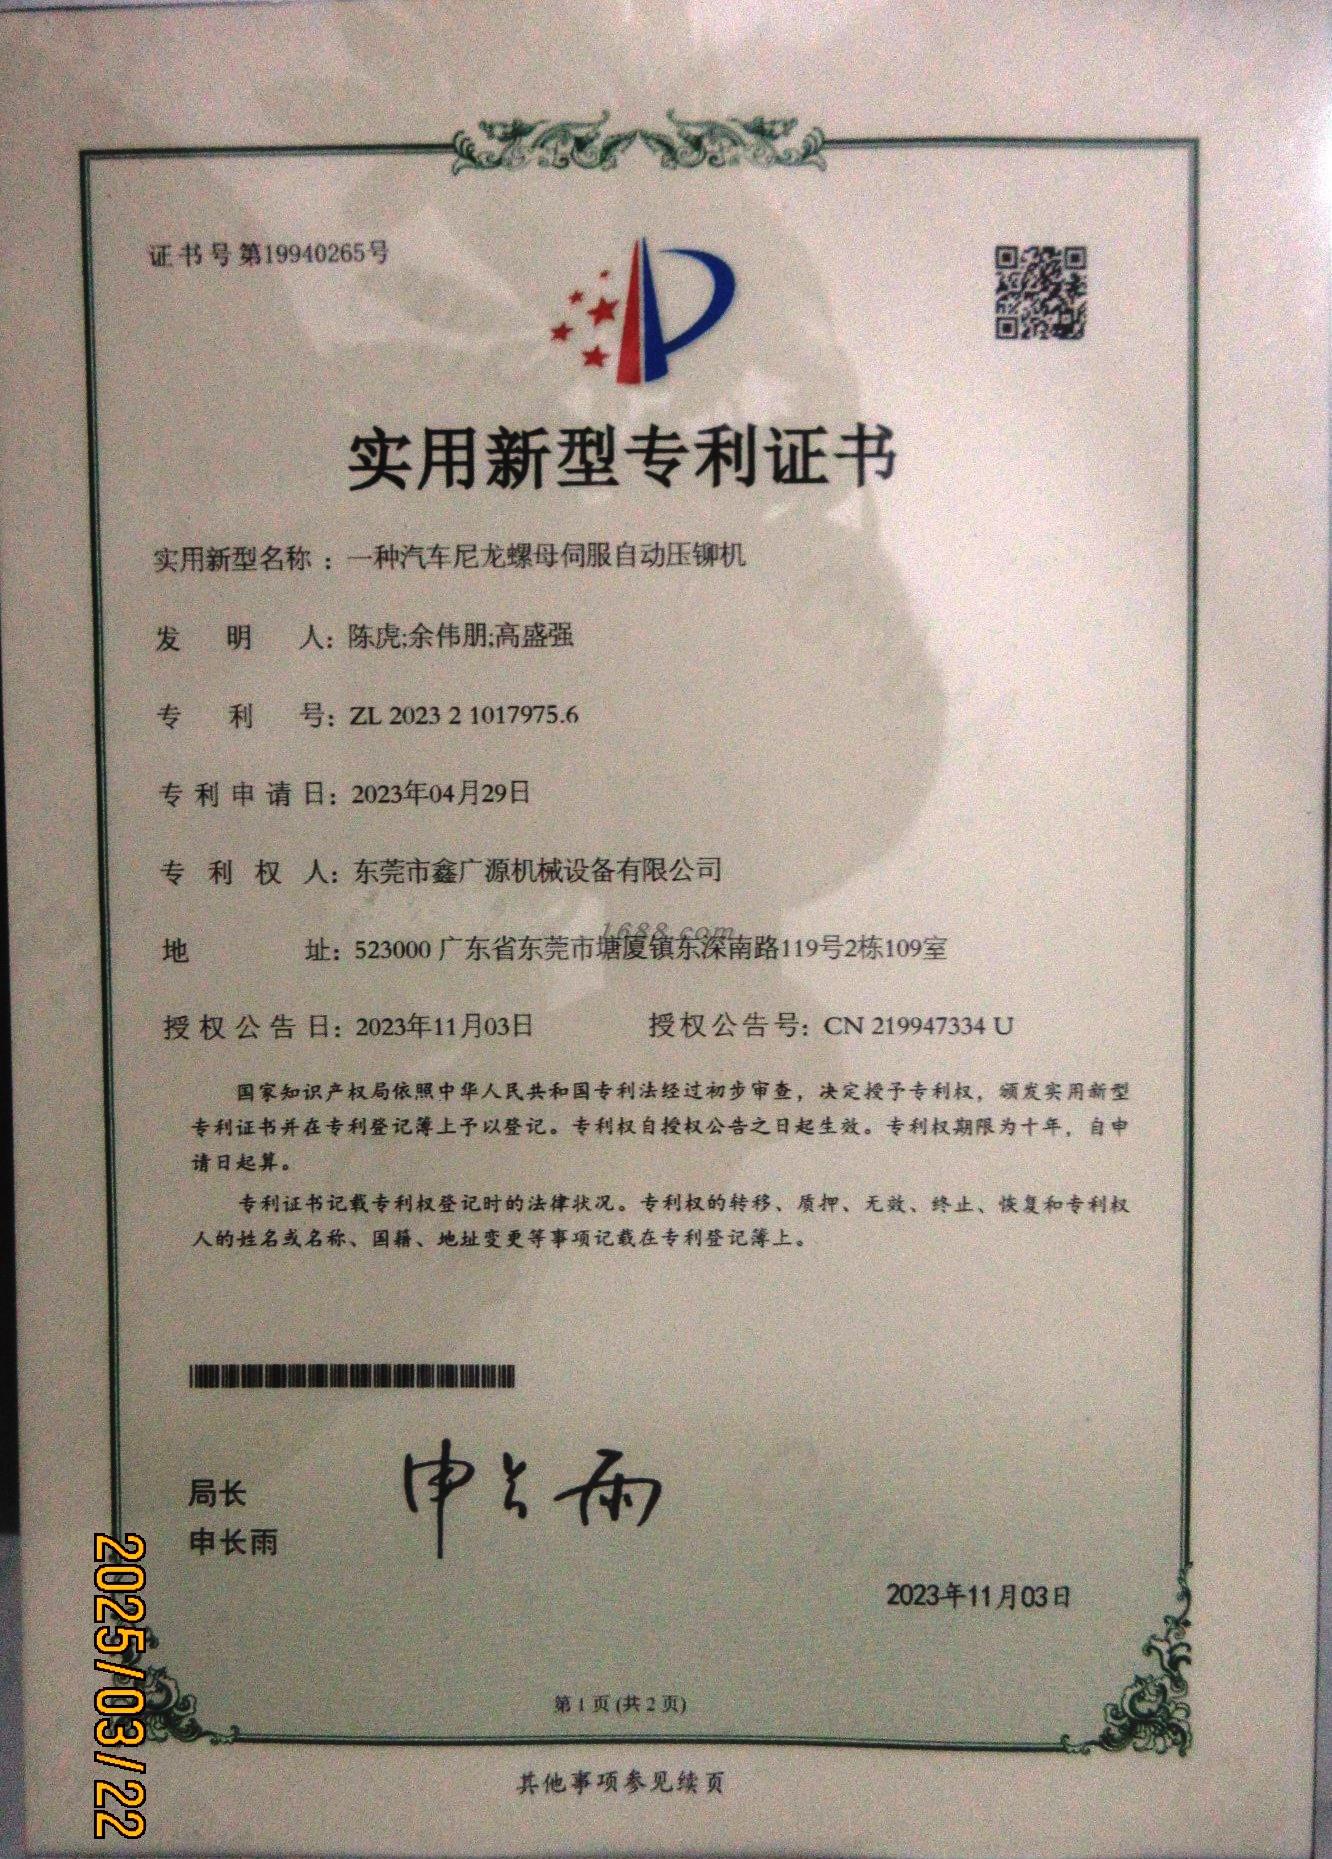 证书号第19940265号
实用新型专利证书
实用新型名称：一种汽车尼龙螺母伺服自动压铆机
发明人：陈虎;余伟朋;高盛强
专利号：ZL 2023 2 1017975.6
专利申请日：2023年04月29日
专利权人：东莞市鑫广源机械设备有限公司
1688.com
地址：523000 广东省东莞市塘厦镇东深南路119号2栋109室
授权公告日：2023年11月03日 授权公告号：CN 219947334 U
国家知识产权局依照中华人民共和国专利法经过初步审查，决定授予专利权，颁发实用新型
专利证书并在专利登记簿上予以登记。专利权自授权公告之日起生效。专利权期限为十年，自申
请日起算。
专利证书记载专利权登记时的法律状况。专利权的转移、质押、无效、终止、恢复和专利权
人的姓名或名称、国籍、地址变更等事项记载在专利登记簿上。
局长
申长雨
申长雨
2023年11月03日
第 1 页 (共 2 页)
其他事项参见续页
2025/03/22